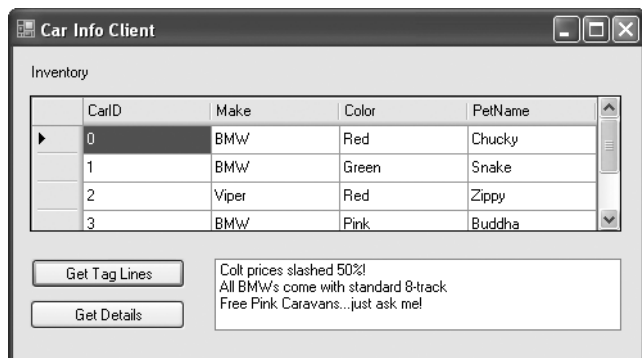 Car Info Client
Inventory
CarID Make Color PetName
0 BMW Red Chucky
1 BMW Green Snake
2 Viper Red Zippy
3 BMW Pink Buddha
Get Tag Lines
Get Details
Colt prices slashed 50%!
All BMW's come with standard 8-track
Free Pink Caravans...just ask me!